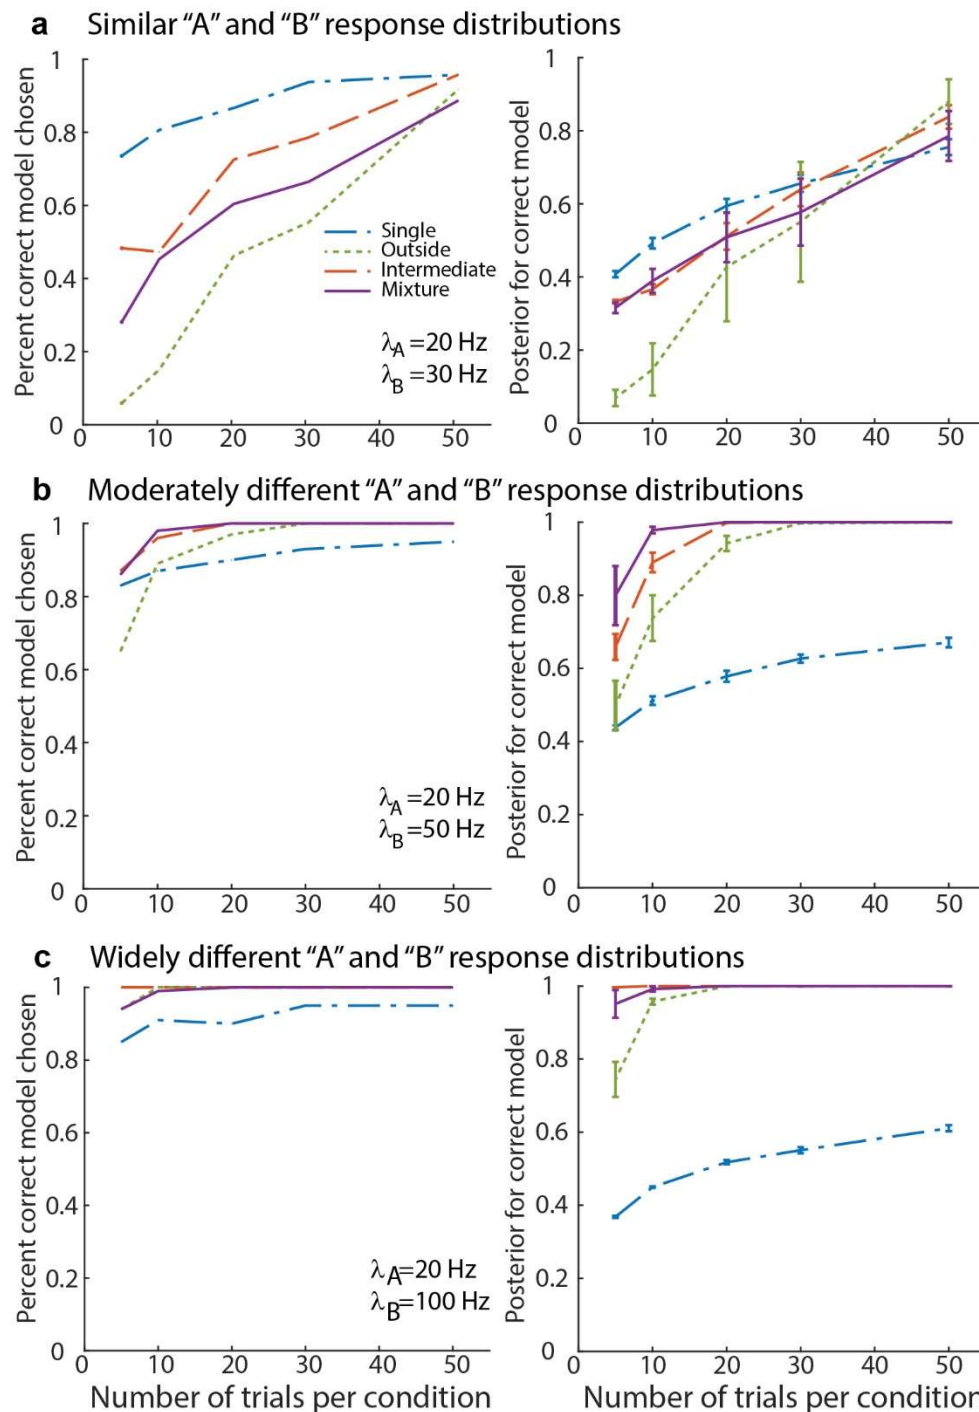 a Similar “A” and “B” response distributions
Percent correct model chosen
1
0.8
0.6
0.4
0.2
0
0 10 20 30 40 50
Single
Outside
Intermediate
Mixture
λA =20 Hz
λB =30 Hz
Posterior for correct model
1
0.8
0.6
0.4
0.2
0
0 10 20 30 40 50
b Moderately different “A” and “B” response distributions
Percent correct model chosen
1
0.8
0.6
0.4
0.2
0
0 10 20 30 40 50
λA =20 Hz
λB =50 Hz
Posterior for correct model
1
0.8
0.6
0.4
0.2
0
0 10 20 30 40 50
c Widely different “A” and “B” response distributions
Percent correct model chosen
1
0.8
0.6
0.4
0.2
0
0 10 20 30 40 50
λA=20 Hz
λB=100 Hz
Number of trials per condition
Posterior for correct model
1
0.8
0.6
0.4
0.2
0
0 10 20 30 40 50
Number of trials per condition